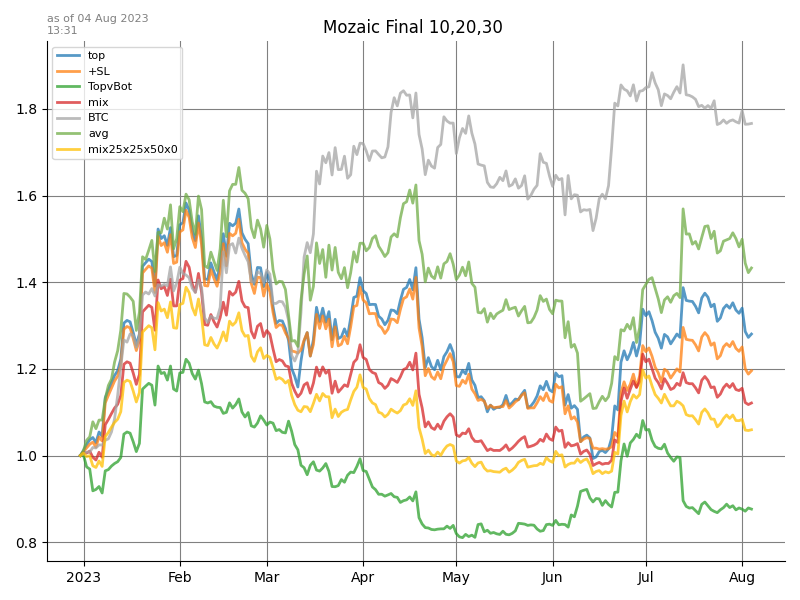 as of 04 Aug 2023
13:31
Mozaic Final 10,20,30
top
+SL
TopvBot
mix
BTC
avg
mix25x25x50x0
1.8
1.6
1.4
1.2
1.0
0.8
2023 Feb Mar Apr May Jun Jul Aug